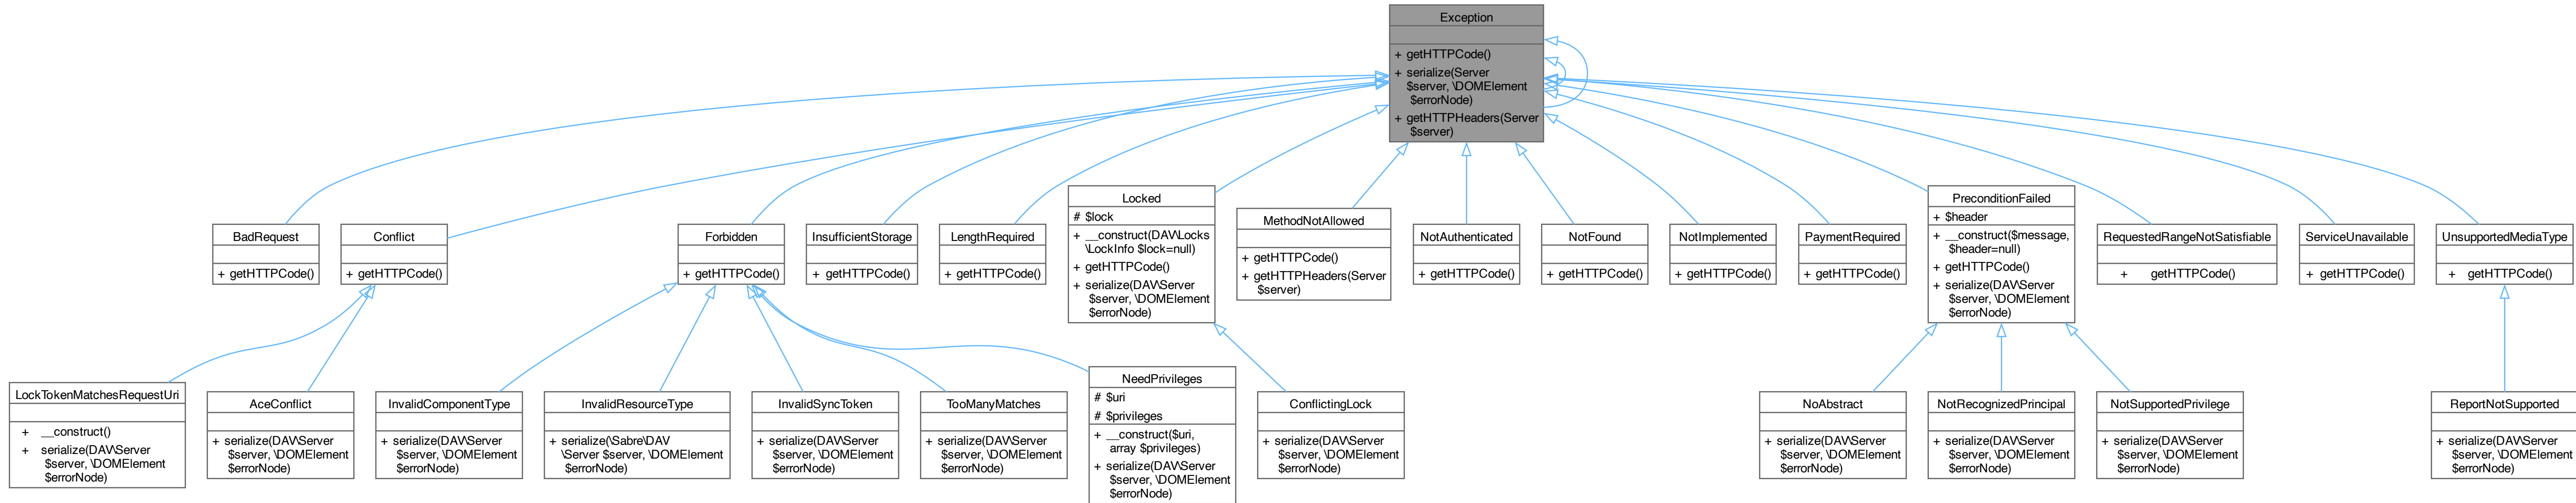 Exception
+ getHTTPCode()
+ serialize(Server
$server, \DOMElement
$errorNode)
+ getHTTPHeaders(Server
$server)
BadRequest
+ getHTTPCode()
Conflict
+ getHTTPCode()
Forbidden
+ getHTTPCode()
InsufficientStorage
+ getHTTPCode()
LengthRequired
+ getHTTPCode()
Locked
# $lock
+ __construct(DAV\Locks
\LockInfo $lock=null)
+ getHTTPCode()
+ serialize(DAV\Server
$server, \DOMElement
$errorNode)
MethodNotAllowed
+ getHTTPCode()
+ getHTTPHeaders(Server
$server)
NotAuthenticated
+ getHTTPCode()
NotFound
+ getHTTPCode()
NotImplemented
+ getHTTPCode()
PaymentRequired
+ getHTTPCode()
PreconditionFailed
+ $header
+ __construct($message,
$header=null)
+ getHTTPCode()
+ serialize(DAV\Server
$server, \DOMElement
$errorNode)
RequestedRangeNotSatisfiable
+ getHTTPCode()
ServiceUnavailable
+ getHTTPCode()
UnsupportedMediaType
+ getHTTPCode()
LockTokenMatchesRequestUri
+ __construct()
+ serialize(DAV\Server
$server, \DOMElement
$errorNode)
AceConflict
+ serialize(DAV\Server
$server, \DOMElement
$errorNode)
InvalidComponentType
+ serialize(DAV\Server
$server, \DOMElement
$errorNode)
InvalidResourceType
+ serialize(\Sabre\DAV
\Server $server, \DOMElement
$errorNode)
InvalidSyncToken
+ serialize(DAV\Server
$server, \DOMElement
$errorNode)
TooManyMatches
+ serialize(DAV\Server
$server, \DOMElement
$errorNode)
NeedPrivileges
# $uri
# $privileges
+ __construct($uri,
array $privileges)
+ serialize(DAV\Server
$server, \DOMElement
$errorNode)
ConflictingLock
+ serialize(DAV\Server
$server, \DOMElement
$errorNode)
NoAbstract
+ serialize(DAV\Server
$server, \DOMElement
$errorNode)
NotRecognizedPrincipal
+ serialize(DAV\Server
$server, \DOMElement
$errorNode)
NotSupportedPrivilege
+ serialize(DAV\Server
$server, \DOMElement
$errorNode)
ReportNotSupported
+ serialize(DAV\Server
$server, \DOMElement
$errorNode)